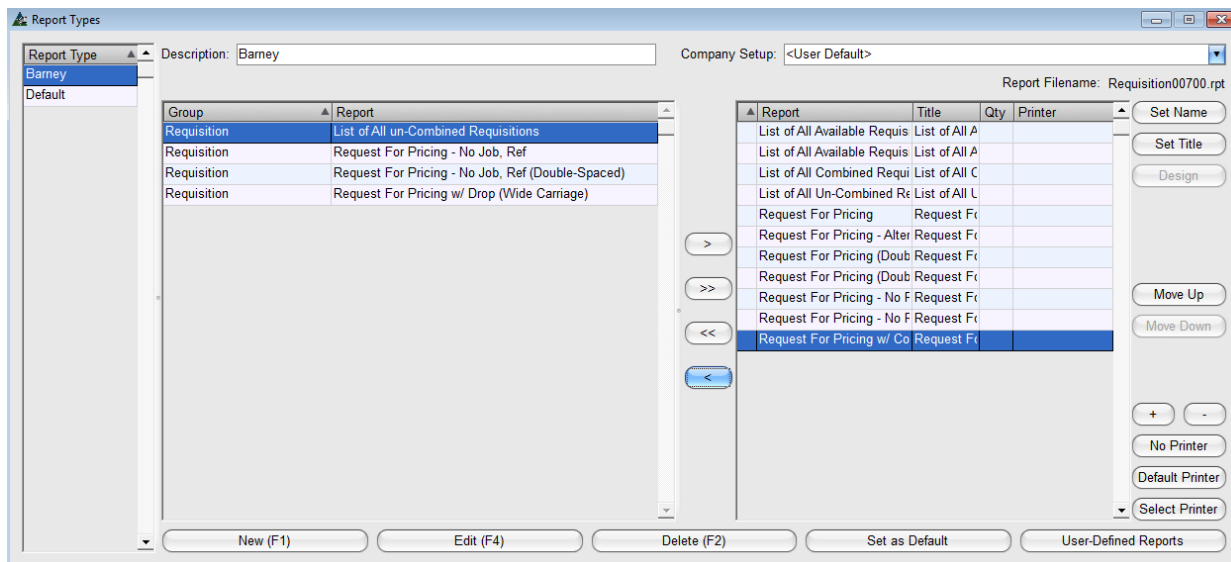 Report Types
Report Type
Barney
Default
Description: Barney
Company Setup: <User Default>
Report Filename: Requisition00700.rpt
Group Report
Requisition List of All un-Combined Requisitions
Requisition Request For Pricing - No Job, Ref
Requisition Request For Pricing - No Job, Ref (Double-Spaced)
Requisition Request For Pricing w/ Drop (Wide Carriage)
>
>>
<<
<
Report Title Qty Printer
List of All Available Requis List of All A
List of All Available Requis List of All A
List of All Combined Requi List of All C
List of All Un-Combined Re List of All U
Request For Pricing Request Fo
Request For Pricing - Alter Request Fo
Request For Pricing (Doub Request Fo
Request For Pricing (Doub Request Fo
Request For Pricing - No F Request Fo
Request For Pricing - No F Request Fo
Request For Pricing w/ Co Request Fo
Set Name
Set Title
Design
Move Up
Move Down
+ -
No Printer
Default Printer
Select Printer
New (F1) Edit (F4) Delete (F2) Set as Default User-Defined Reports